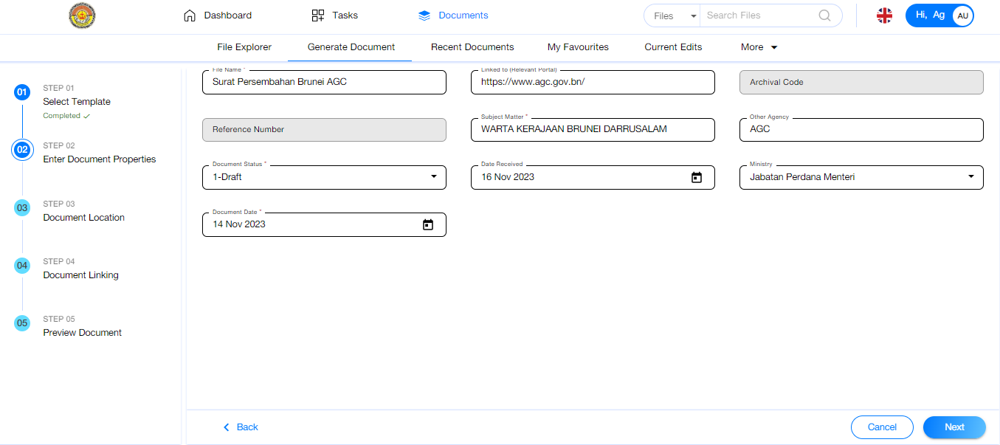 Dashboard
Tasks
Documents
Files
Search Files
Hi, Ag
AU
File Explorer
Generate Document
Recent Documents
My Favourites
Current Edits
More
01
STEP 01
Select Template
Completed
02
STEP 02
Enter Document Properties
03
STEP 03
Document Location
04
STEP 04
Document Linking
05
STEP 05
Preview Document
File Name *
Surat Persembahan Brunei AGC
Linked to (Relevant Portal)
https://www.agc.gov.bn/
Archival Code
Reference Number
Subject Matter *
WARTA KERAJAAN BRUNEI DARRUSALAM
Other Agency
AGC
Document Status *
1-Draft
Date Received
16 Nov 2023
Ministry
Jabatan Perdana Menteri
Document Date *
14 Nov 2023
Back
Cancel
Next